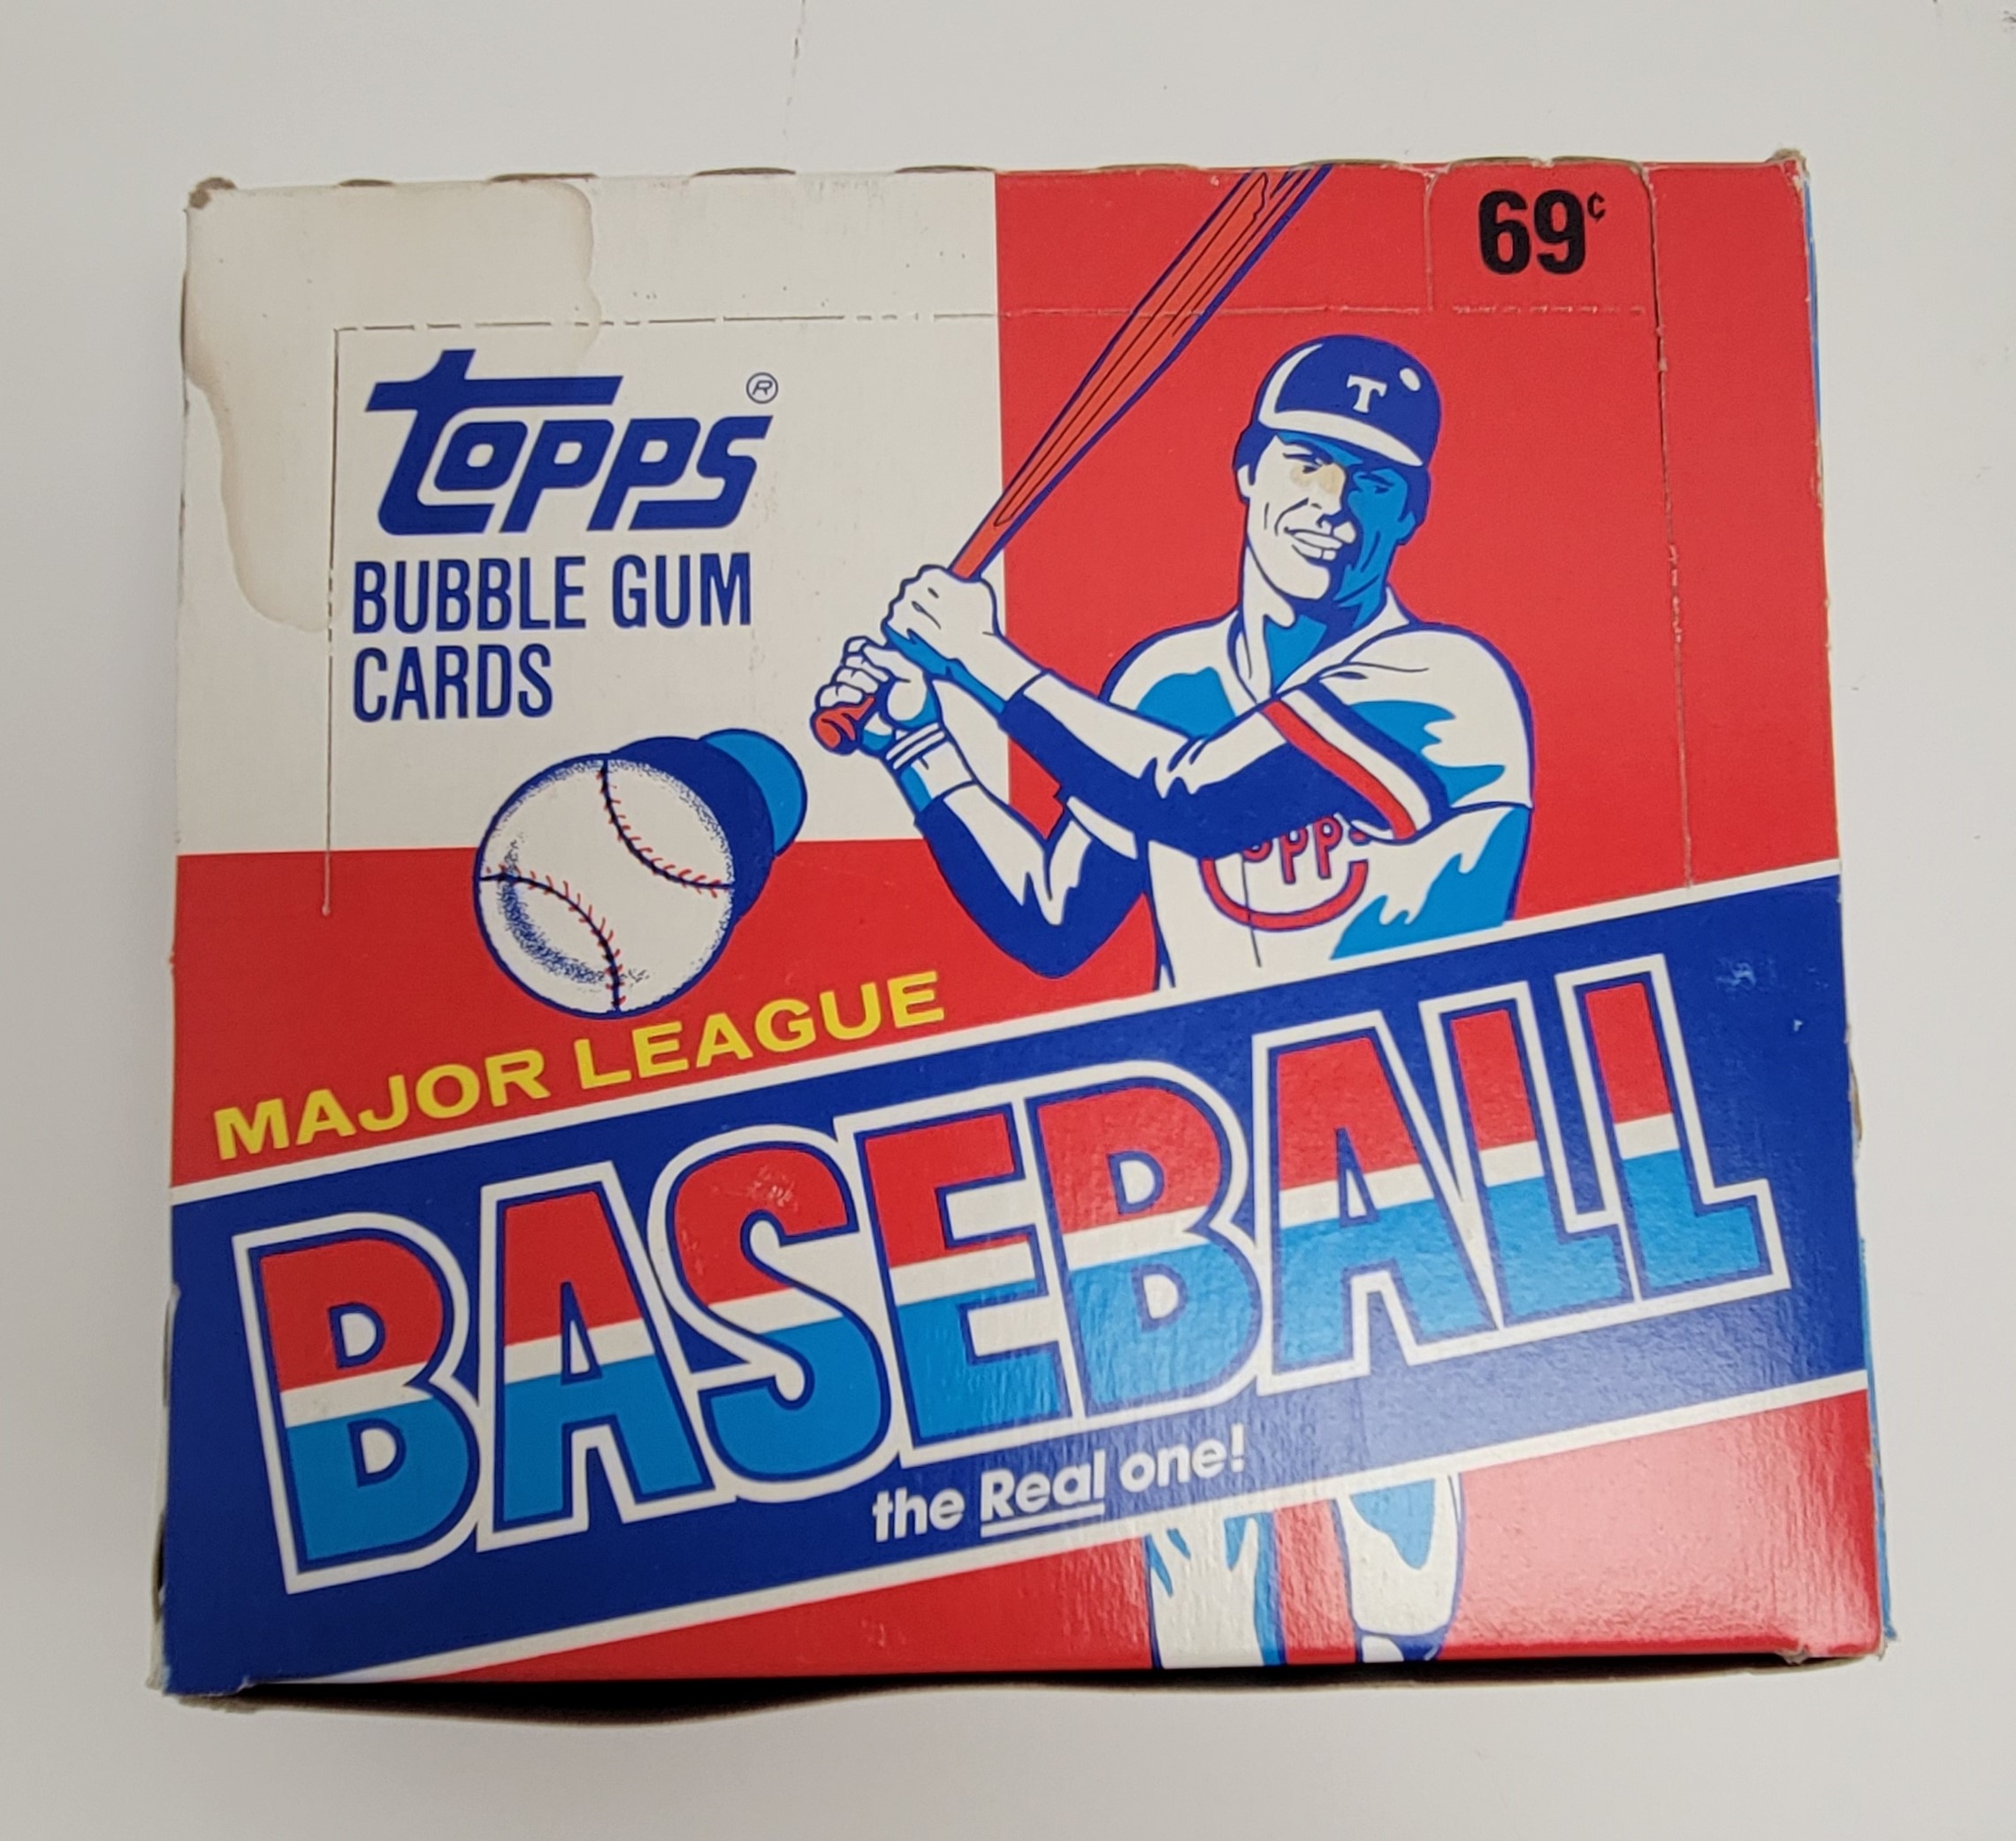 69¢
T
topps®
BUBBLE GUM
CARDS
opps
MAJOR LEAGUE
BASEBALL
the Real one!